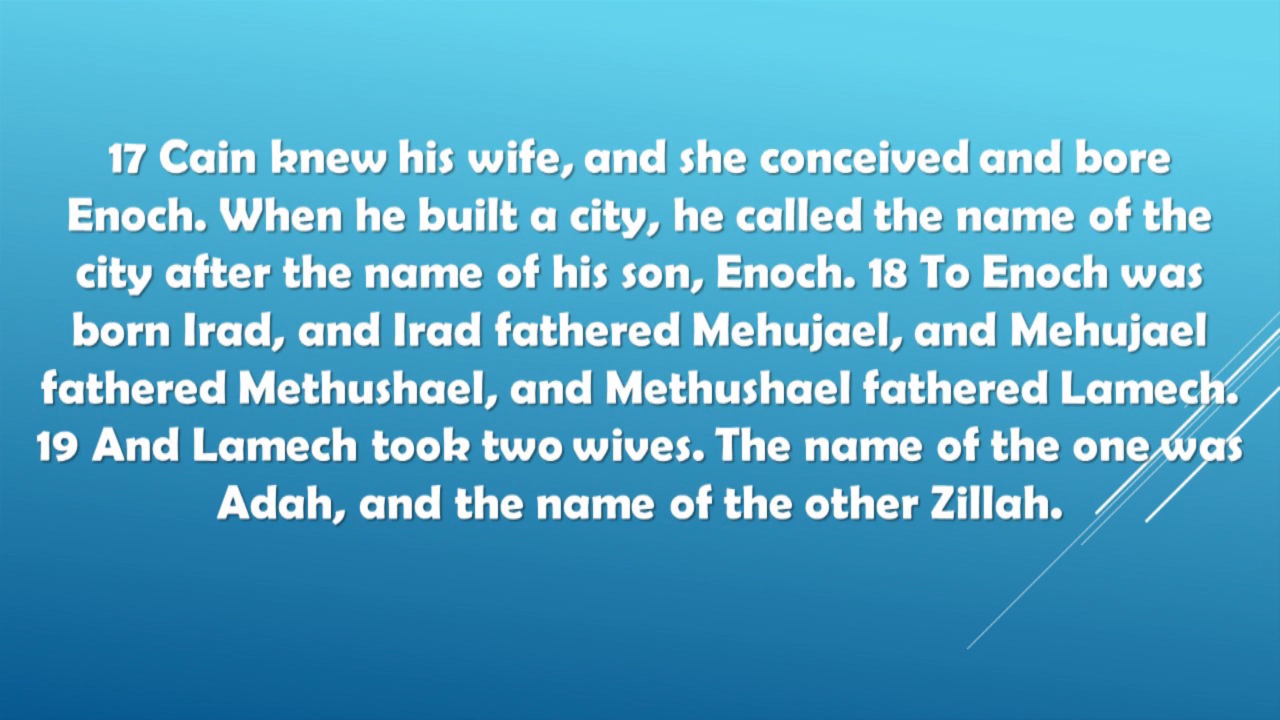 17 Cain knew his wife, and she conceived and bore
Enoch. When he built a city, he called the name of the
city after the name of his son, Enoch. 18 To Enoch was
born Irad, and Irad fathered Mehujael, and Mehujael
fathered Methushael, and Methushael fathered Lamech.
19 And Lamech took two wives. The name of the one was
Adah, and the name of the other Zillah.